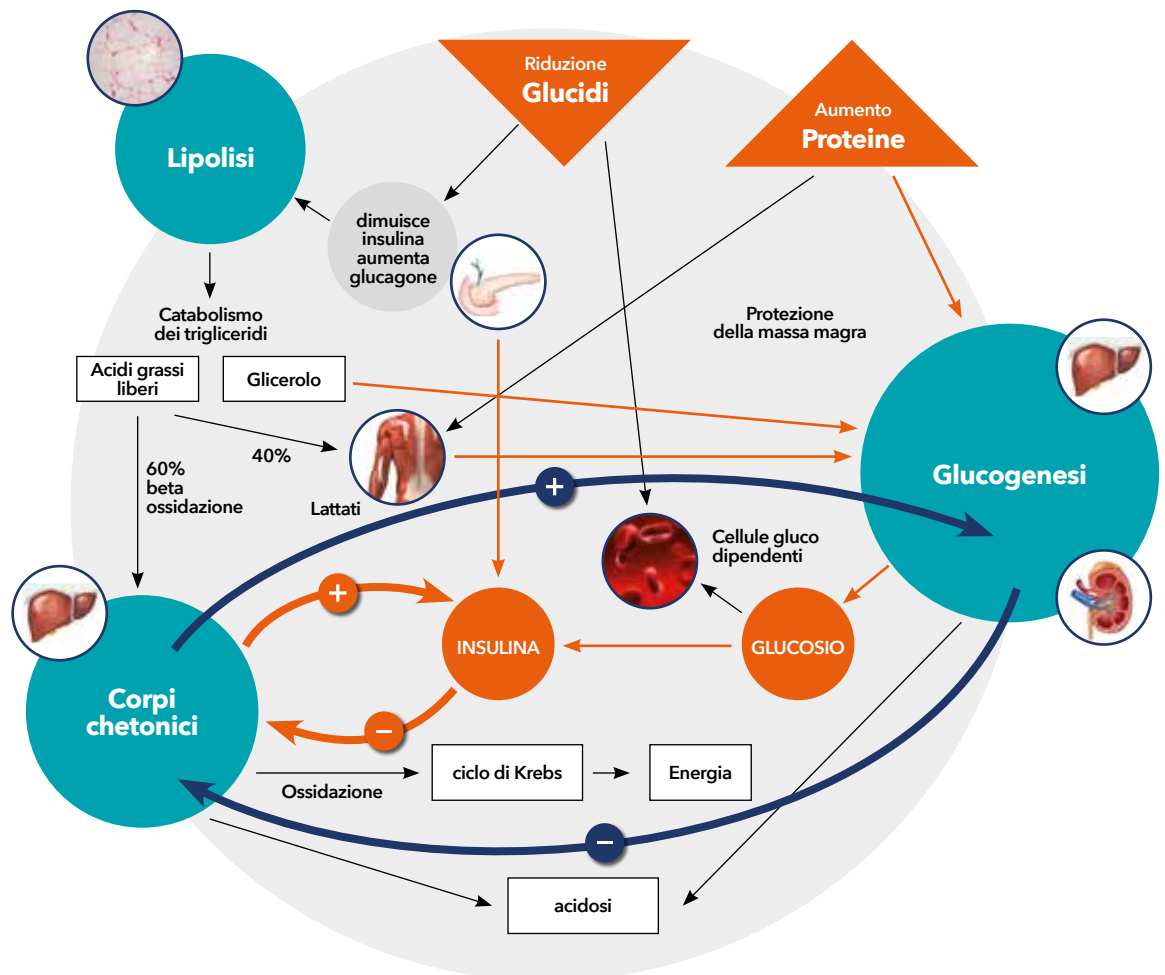 Riduzione
Glucidi
Aumento
Proteine
Lipolisi
dimuisce
insulina
aumenta
glucagone
Catabolismo
dei trigliceridi
Protezione
della massa magra
Acidi grassi
liberi
Glicerolo
60%
beta
ossidazione
40%
Lattati
+
Glucogenesi
Cellule gluco
dipendenti
+
INSULINA
GLUCOSIO
Corpi
chetonici
−
Ossidazione
ciclo di Krebs
Energia
−
acidosi